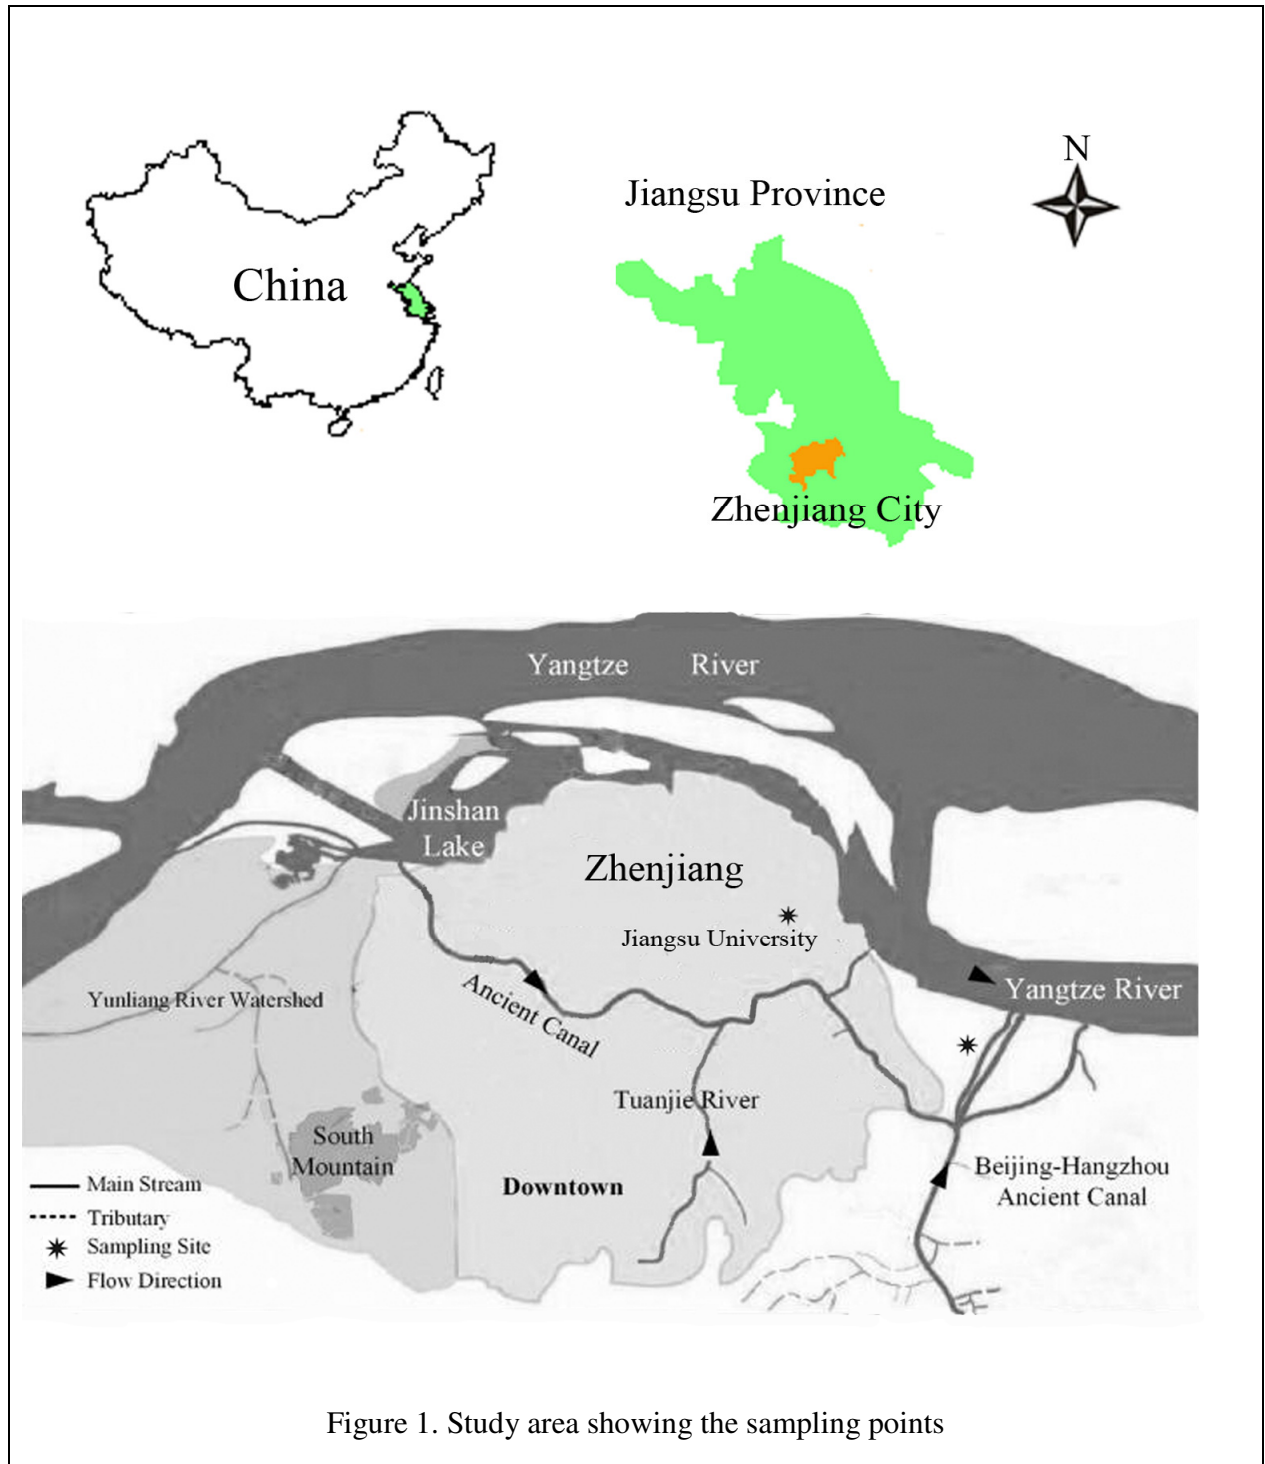 N
Jiangsu Province
China
Zhenjiang City
Yangtze River
Jinshan
Lake
Zhenjiang
Jiangsu University
Yangtze River
Ancient Canal
Yunliang River Watershed
Tuanjie River
South
Mountain
Downtown
Beijing-Hangzhou
Ancient Canal
Main Stream
Tributary
Sampling Site
Flow Direction
Figure 1. Study area showing the sampling points